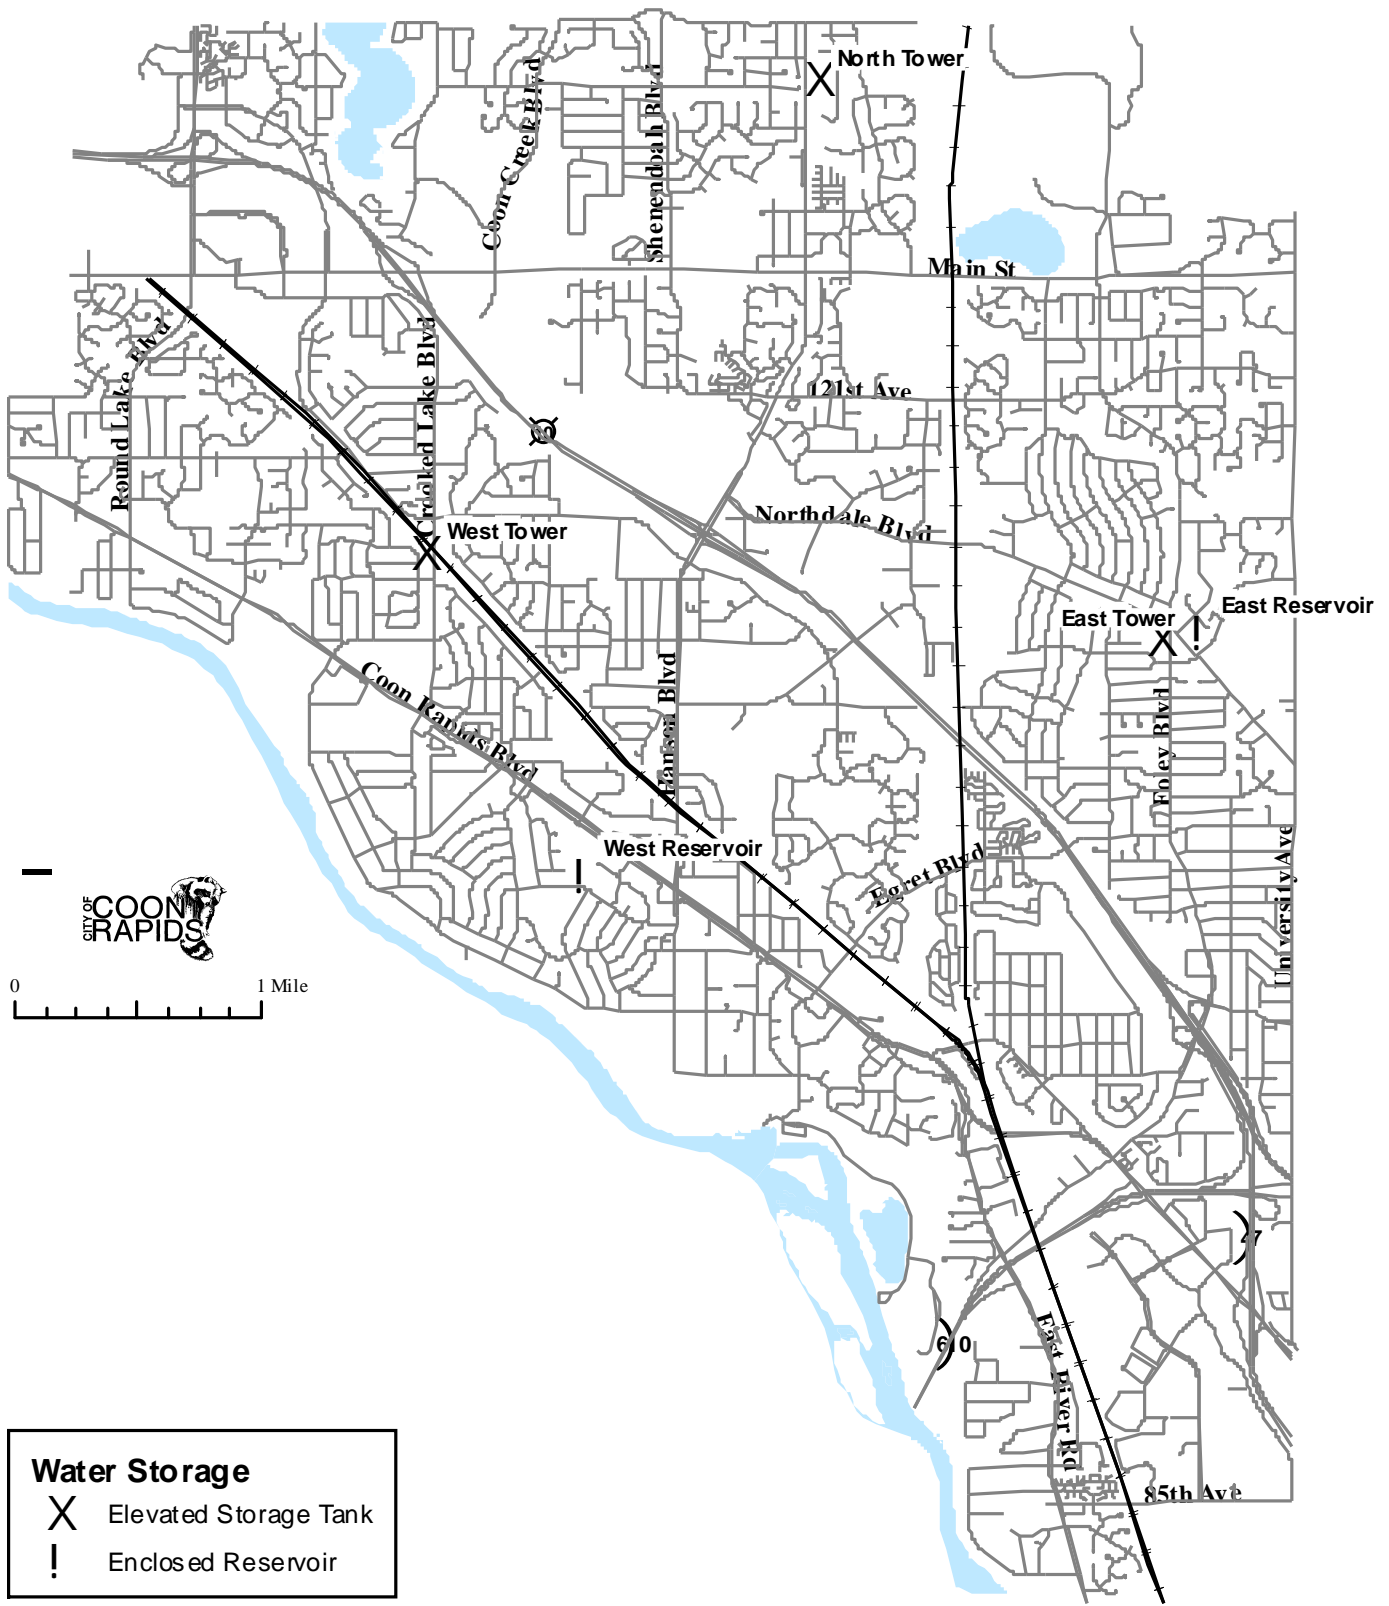 North Tower
Coon Creek Blvd
Shenendoah Blvd
Main St
Round Lake Blvd
Crooked Lake Blvd
121st Ave
Northdale Blvd
West Tower
East Reservoir
East Tower
Coon Rapids Blvd
Hanson Blvd
Foley Blvd
West Reservoir
Egret Blvd
University Ave
CITY OF
COON
RAPIDS
0 1 Mile
47
610
East River Rd
85th Ave
Water Storage
X Elevated Storage Tank
! Enclosed Reservoir